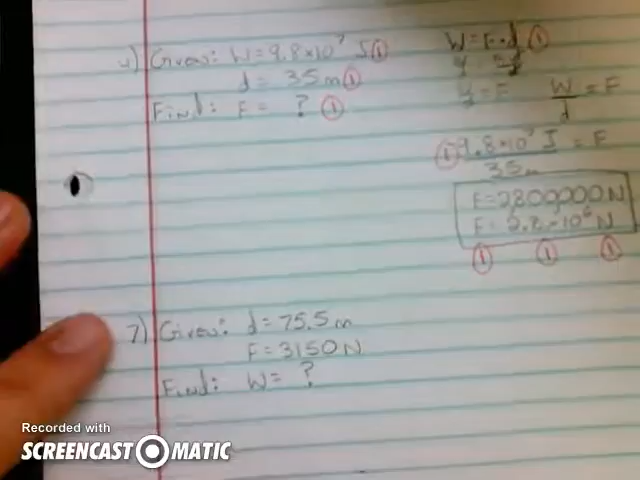 4) Given: W = 9.8×10⁷ J ①
d = 35 m ①
Find: F = ? ①
W = F·d ①
W/d = F
① 9.8×10⁷ J / 35 m = F
F = 2800000 N
F = 2.8×10⁶ N
① ① ①
7) Given: d = 75.5 m
F = 3150 N
Find: W = ?
Recorded with
SCREENCAST-O-MATIC